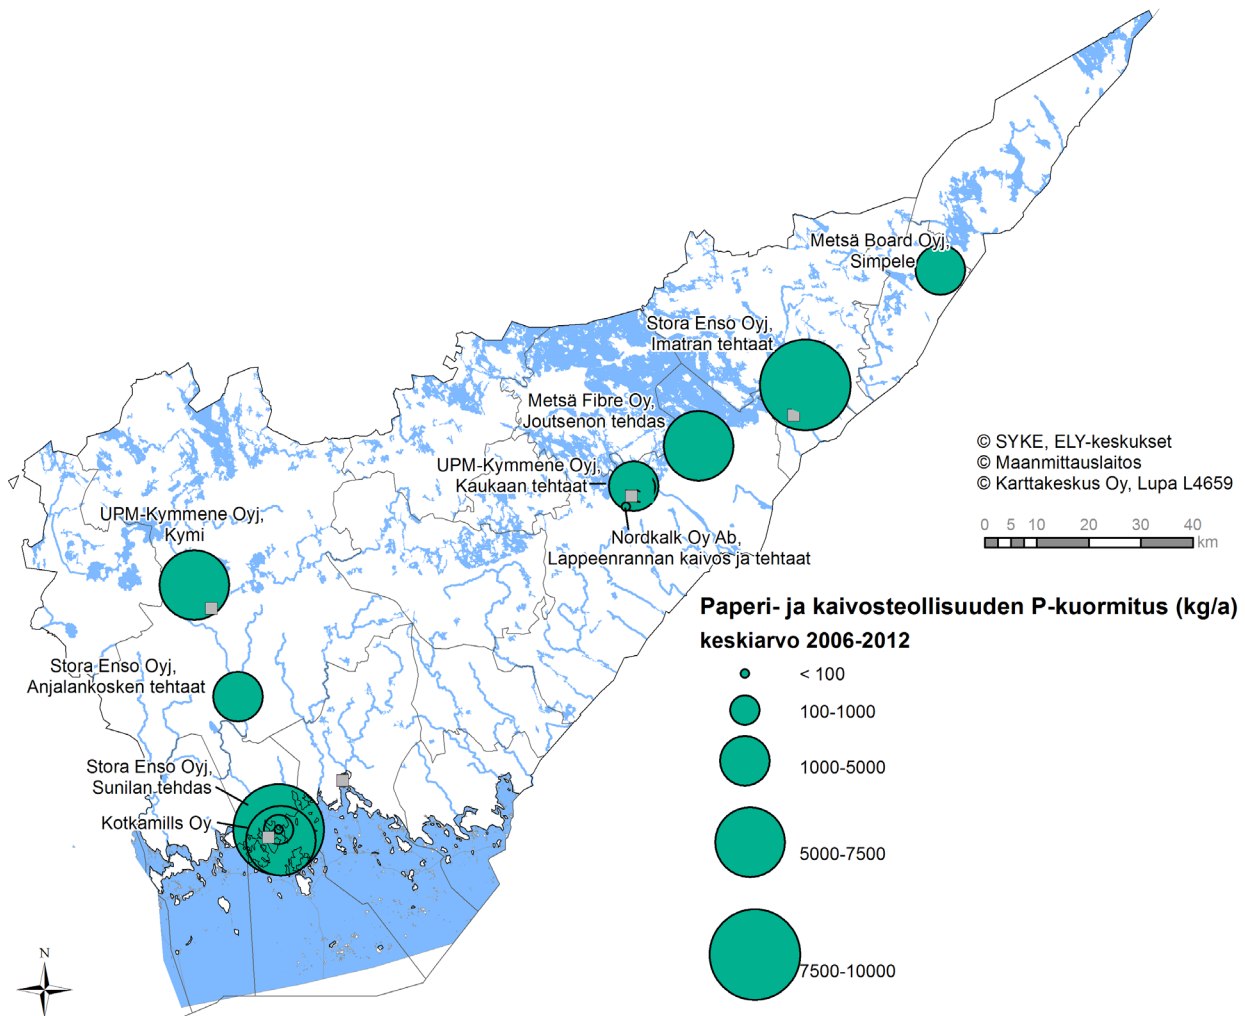 Metsä Board Oyj,
Simpele
Stora Enso Oyj,
Imatran tehtaat
Metsä Fibre Oy,
Joutsenon tehdas
UPM-Kymmene Oyj,
Kaukaan tehtaat
Nordkalk Oy Ab,
Lappeenrannan kaivos ja tehtaat
UPM-Kymmene Oyj,
Kymi
Stora Enso Oyj,
Anjalankosken tehtaat
Stora Enso Oyj,
Sunilan tehdas
Kotkamills Oy
© SYKE, ELY-keskukset
© Maanmittauslaitos
© Karttakeskus Oy, Lupa L4659
0 5 10 20 30 40
km
Paperi- ja kaivosteollisuuden P-kuormitus (kg/a)
keskiarvo 2006-2012
< 100
100-1000
1000-5000
5000-7500
7500-10000
N